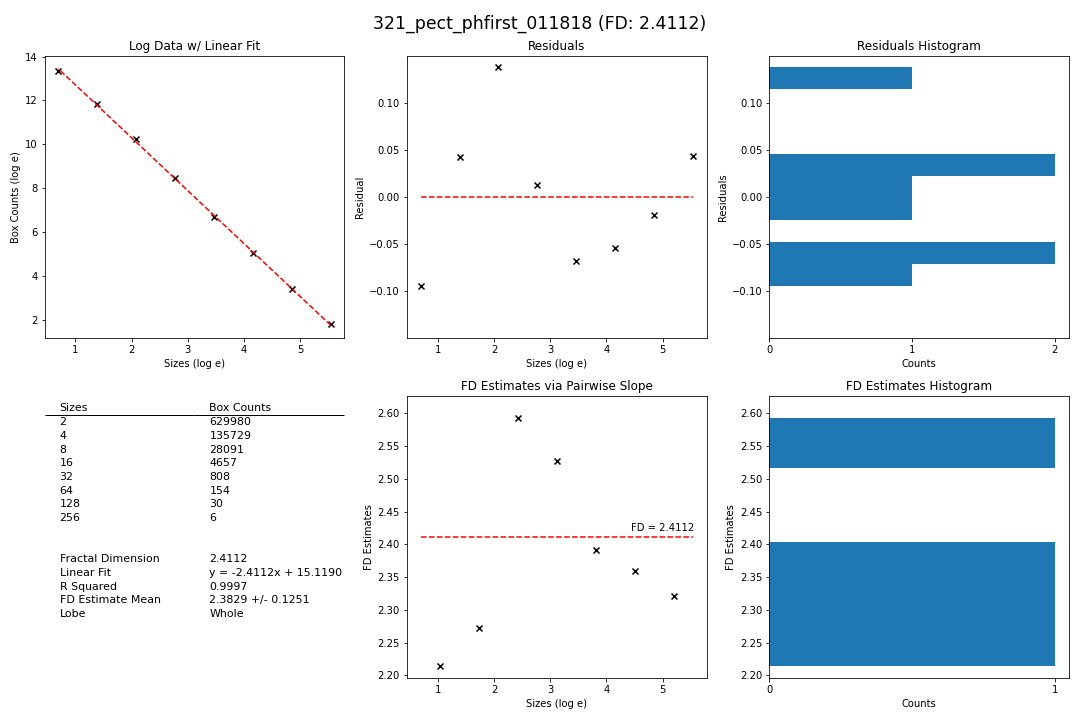 321_pect_phfirst_011818 (FD: 2.4112)
Log Data w/ Linear Fit
14
12
10
8
6
4
2
Box Counts (log e)
1 2 3 4 5
Sizes (log e)
Residuals
0.10
0.05
0.00
−0.05
−0.10
Residual
1 2 3 4 5
Sizes (log e)
Residuals Histogram
0.10
0.05
0.00
−0.05
−0.10
Residuals
0 1 2
Counts
Sizes Box Counts
2 629980
4 135729
8 28091
16 4657
32 808
64 154
128 30
256 6
Fractal Dimension 2.4112
Linear Fit y = -2.4112x + 15.1190
R Squared 0.9997
FD Estimate Mean 2.3829 +/- 0.1251
Lobe Whole
FD Estimates via Pairwise Slope
2.60
2.55
2.50
2.45
2.40
2.35
2.30
2.25
2.20
FD Estimates
FD = 2.4112
1 2 3 4 5
Sizes (log e)
FD Estimates Histogram
2.60
2.55
2.50
2.45
2.40
2.35
2.30
2.25
2.20
FD Estimates
0 1
Counts